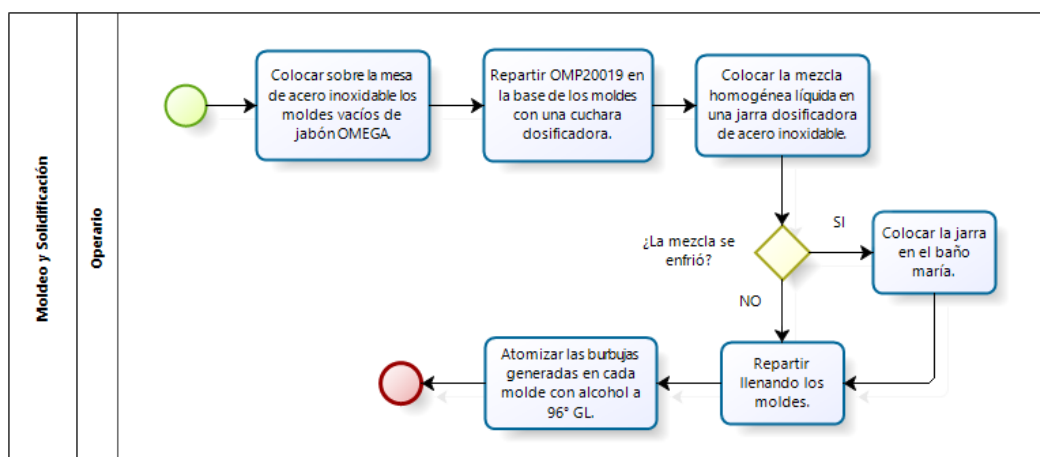 Moldeo y Solidificación
Operario
Colocar sobre la mesa
de acero inoxidable los
moldes vacíos de
jabón OMEGA.
Repartir OMP20019 en
la base de los moldes
con una cuchara
dosificadora.
Colocar la mezcla
homogénea líquida en
una jarra dosificadora
de acero inoxidable.
¿La mezcla se
enfrió?
SI
Colocar la jarra
en el baño
maría.
NO
Repartir
llenando los
moldes.
Atomizar las burbujas
generadas en cada
molde con alcohol a
96° GL.